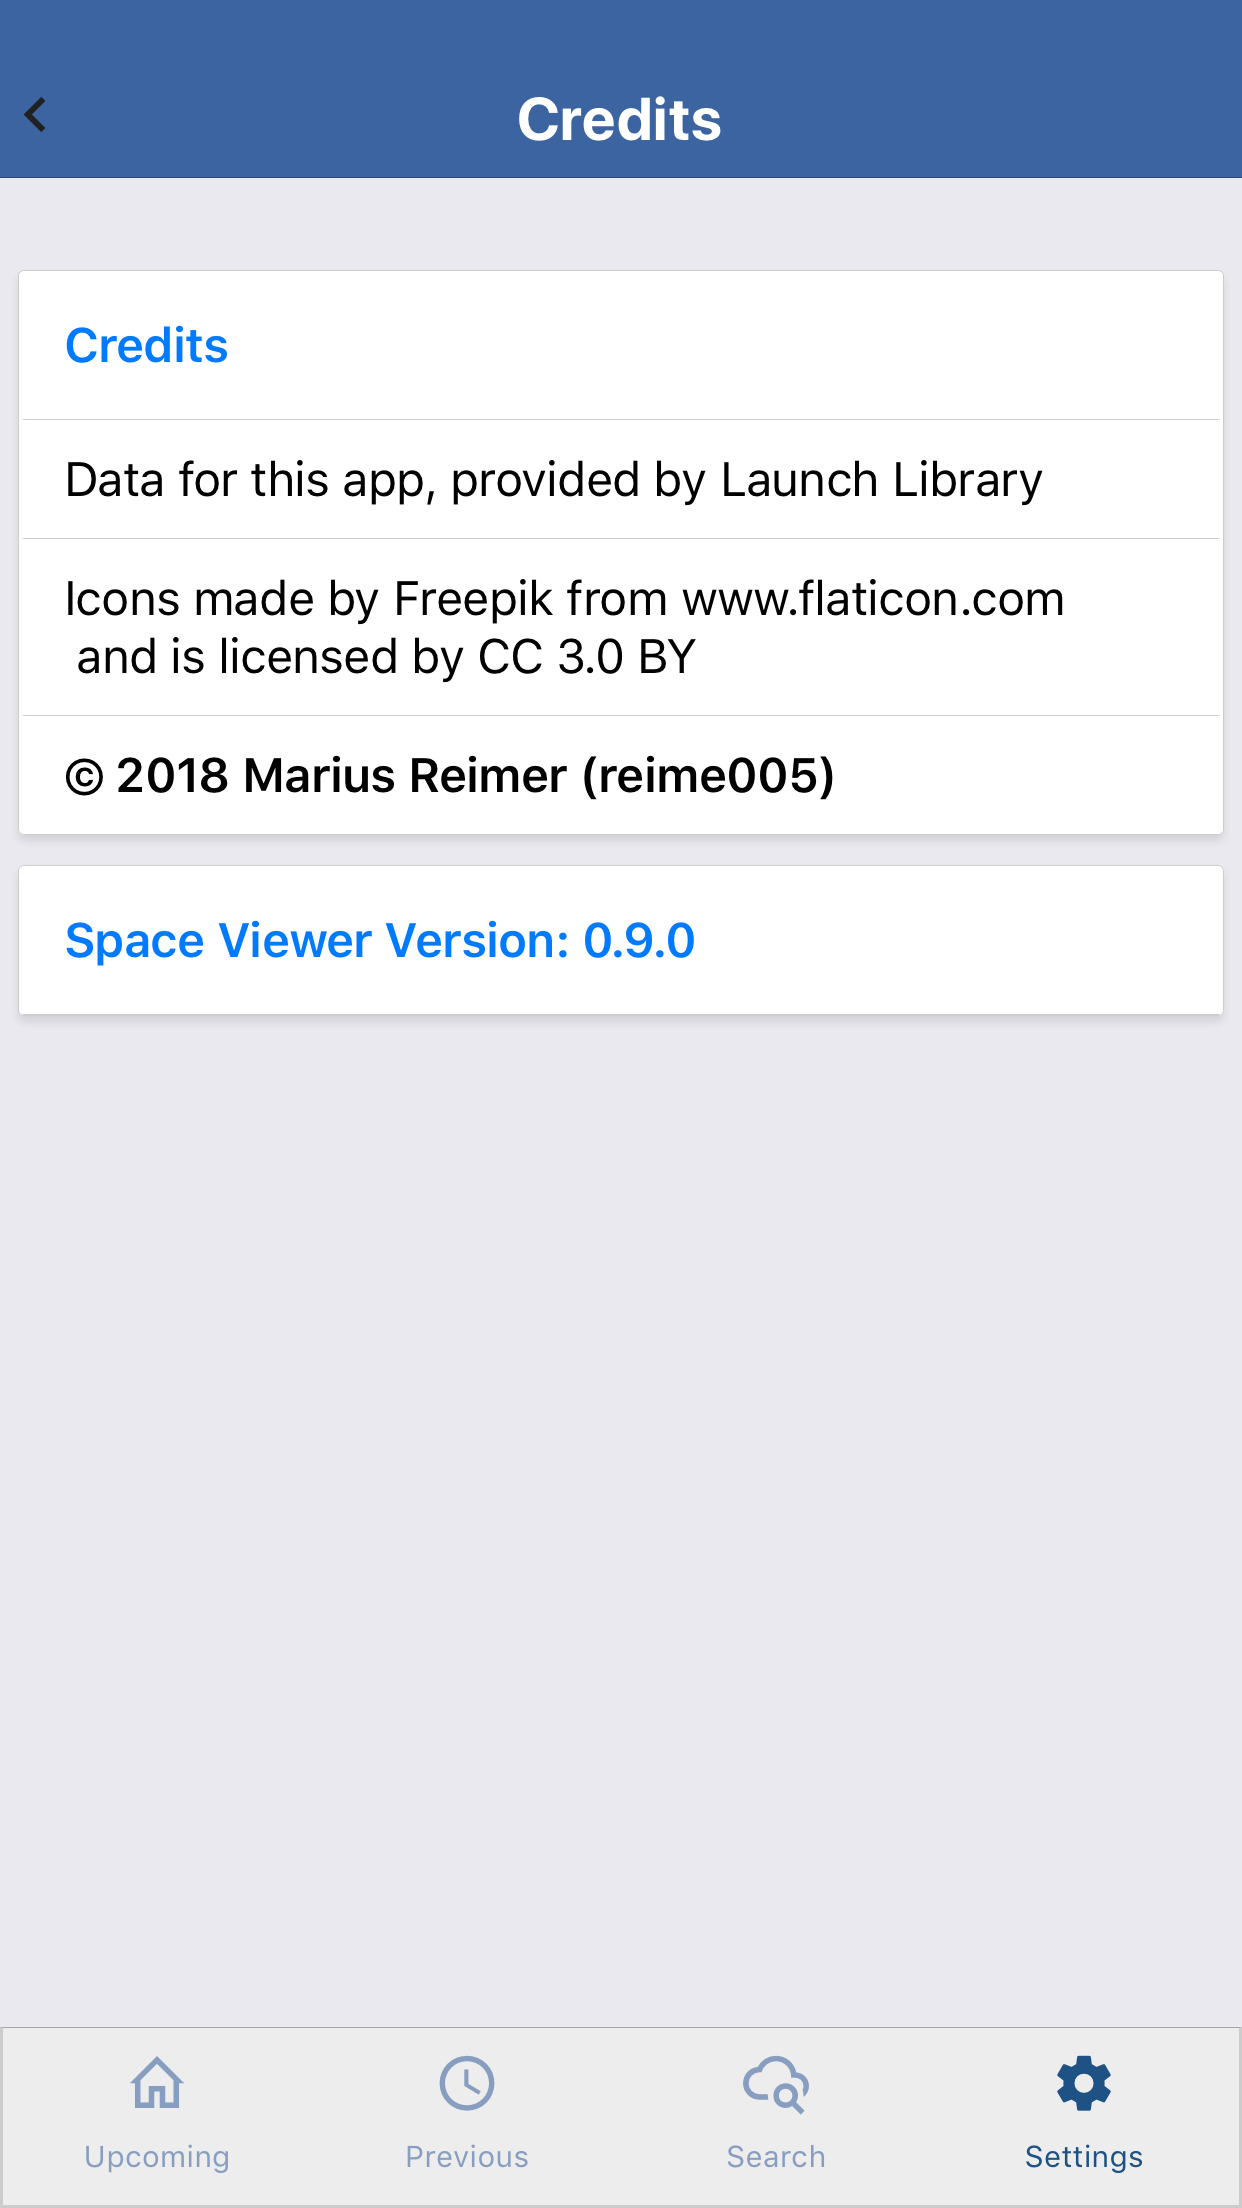 Credits
Credits
Data for this app, provided by Launch Library
Icons made by Freepik from www.flaticon.com
and is licensed by CC 3.0 BY
© 2018 Marius Reimer (reime005)
Space Viewer Version: 0.9.0
Upcoming
Previous
Search
Settings